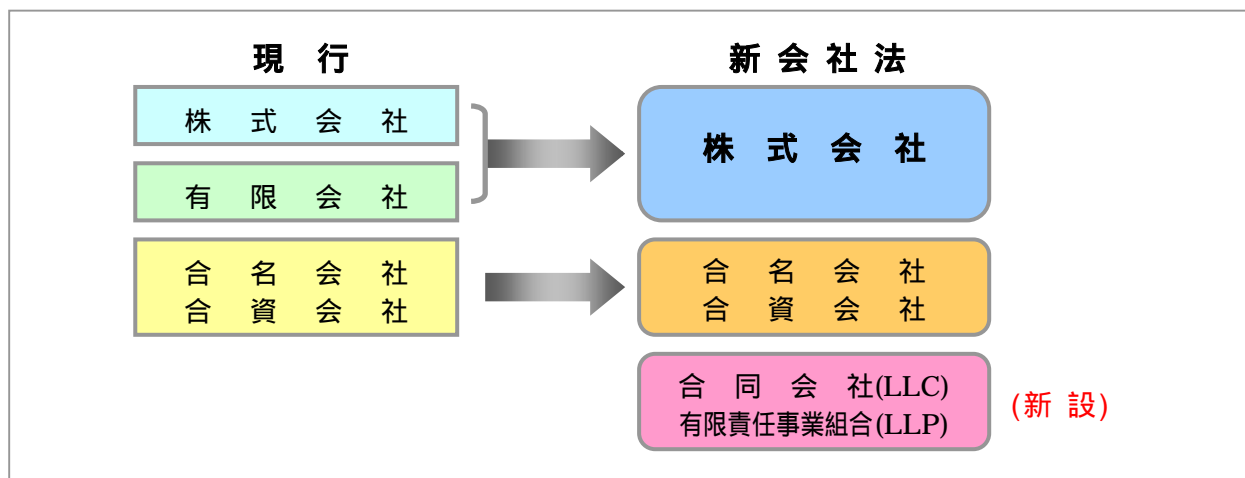 現 行
株 式 会 社
有 限 会 社
合 名 会 社
合 資 会 社
新 会 社 法
株 式 会 社
合 名 会 社
合 資 会 社
合 同 会 社(LLC)
有限責任事業組合(LLP)
(新 設)